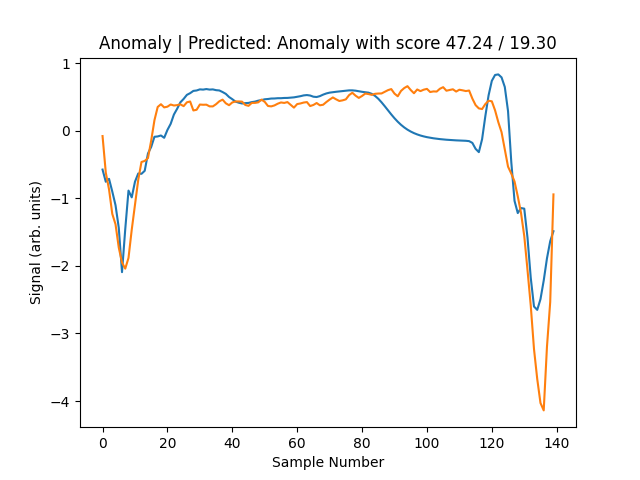 Anomaly | Predicted: Anomaly with score 47.24 / 19.30
1
0
−1
−2
−3
−4
Signal (arb. units)
0 20 40 60 80 100 120 140
Sample Number